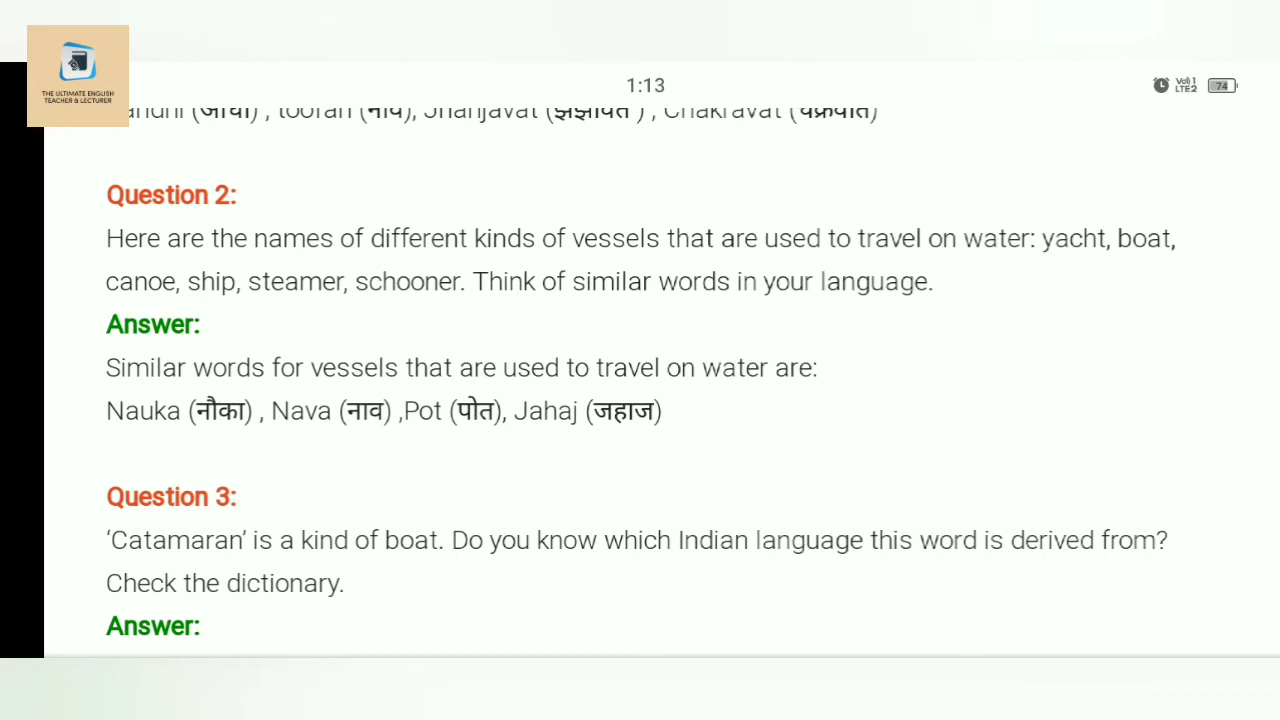 THE ULTIMATE ENGLISH
TEACHER & LECTURER
1:13
Vo)) 1
LTE2
74
Question 2:
Here are the names of different kinds of vessels that are used to travel on water: yacht, boat,
canoe, ship, steamer, schooner. Think of similar words in your language.
Answer:
Similar words for vessels that are used to travel on water are:
Nauka (नौका) , Nava (नाव) ,Pot (पोत), Jahaj (जहाज)
Question 3:
‘Catamaran’ is a kind of boat. Do you know which Indian language this word is derived from?
Check the dictionary.
Answer: